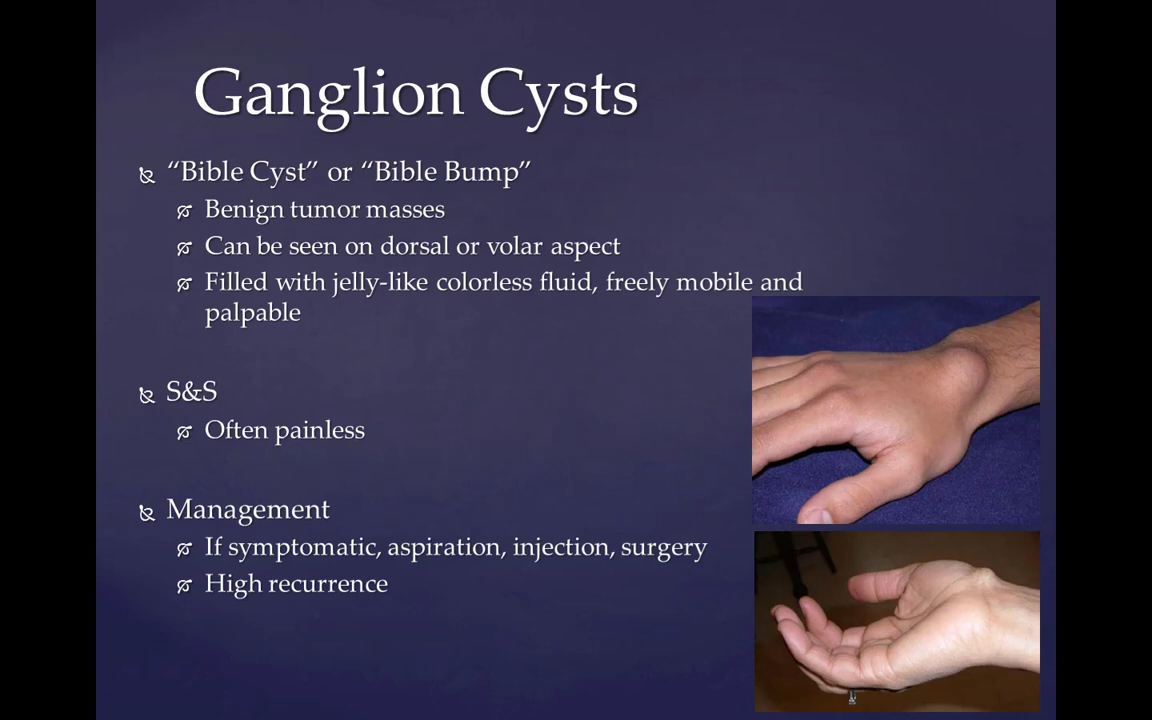 Ganglion Cysts
“Bible Cyst” or “Bible Bump”
Benign tumor masses
Can be seen on dorsal or volar aspect
Filled with jelly-like colorless fluid, freely mobile and
palpable
S&S
Often painless
Management
If symptomatic, aspiration, injection, surgery
High recurrence